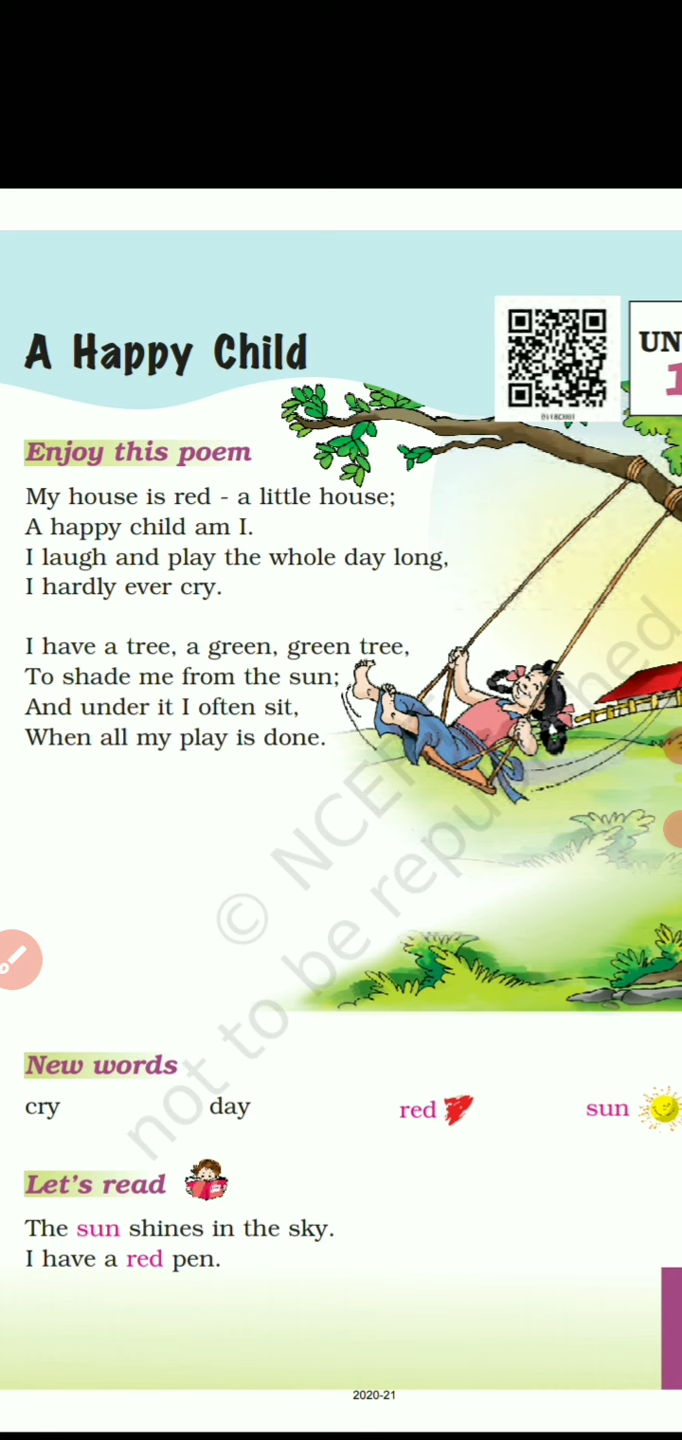 A Happy Child
UN
1
0118CH01
Enjoy this poem
My house is red - a little house;
A happy child am I.
I laugh and play the whole day long,
I hardly ever cry.
I have a tree, a green, green tree,
To shade me from the sun;
And under it I often sit,
When all my play is done.
© NCER
not to be republished
New words
cry day red sun
Let's read
The sun shines in the sky.
I have a red pen.
2020-21